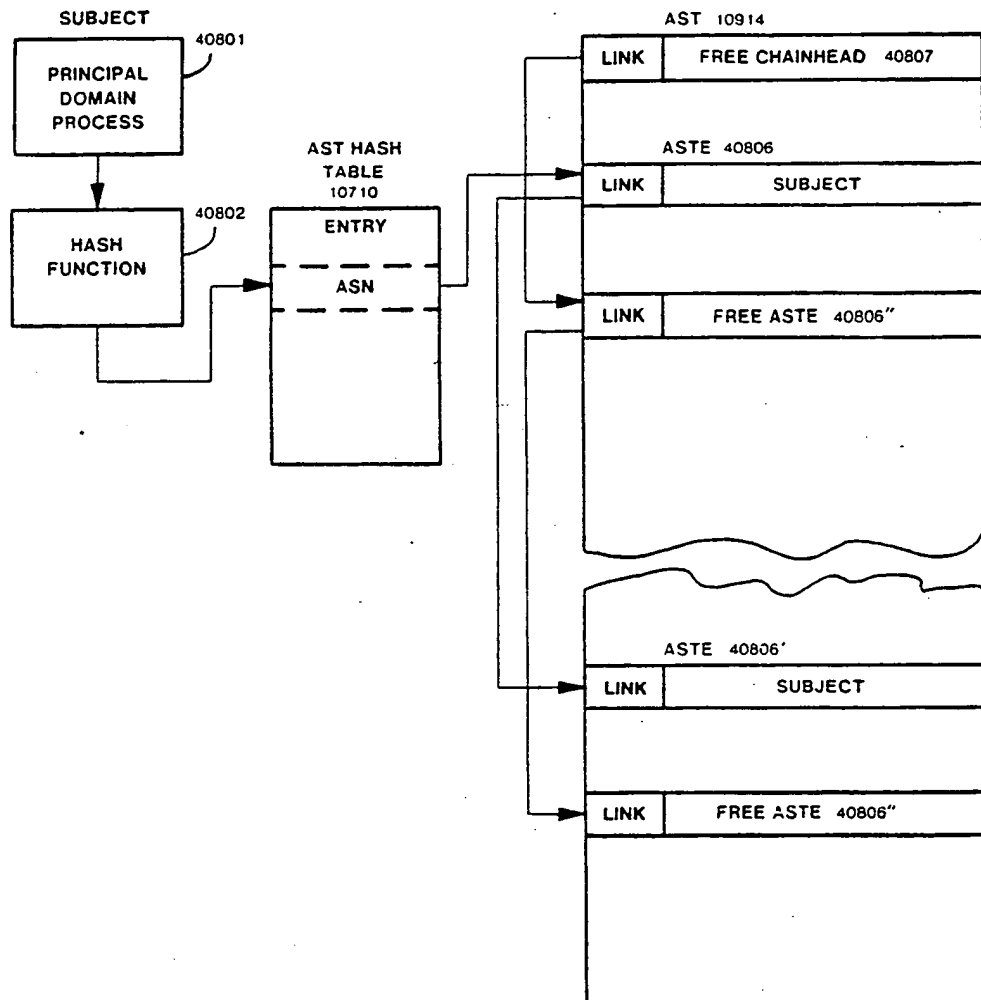 SUBJECT
40801
PRINCIPAL
DOMAIN
PROCESS
40802
HASH
FUNCTION
AST HASH
TABLE
10710
ENTRY
ASN
AST 10914
LINK FREE CHAINHEAD 40807
ASTE 40806
LINK SUBJECT
LINK FREE ASTE 40806"
ASTE 40806'
LINK SUBJECT
LINK FREE ASTE 40806"